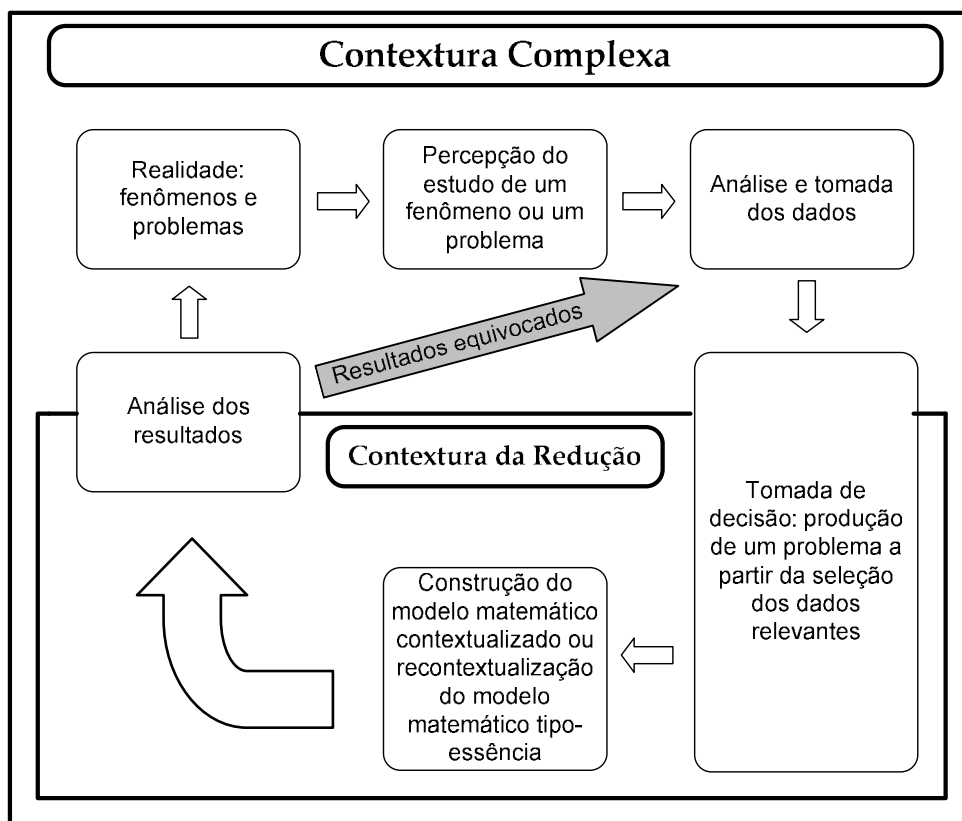 Contextura Complexa
Realidade:
fenômenos e
problemas
Percepção do
estudo de um
fenômeno ou um
problema
Análise e tomada
dos dados
Resultados equivocados
Análise dos
resultados
Contextura da Redução
Tomada de
decisão: produção
de um problema a
partir da seleção
dos dados
relevantes
Construção do
modelo matemático
contextualizado ou
recontextualização
do modelo
matemático tipo-
essência